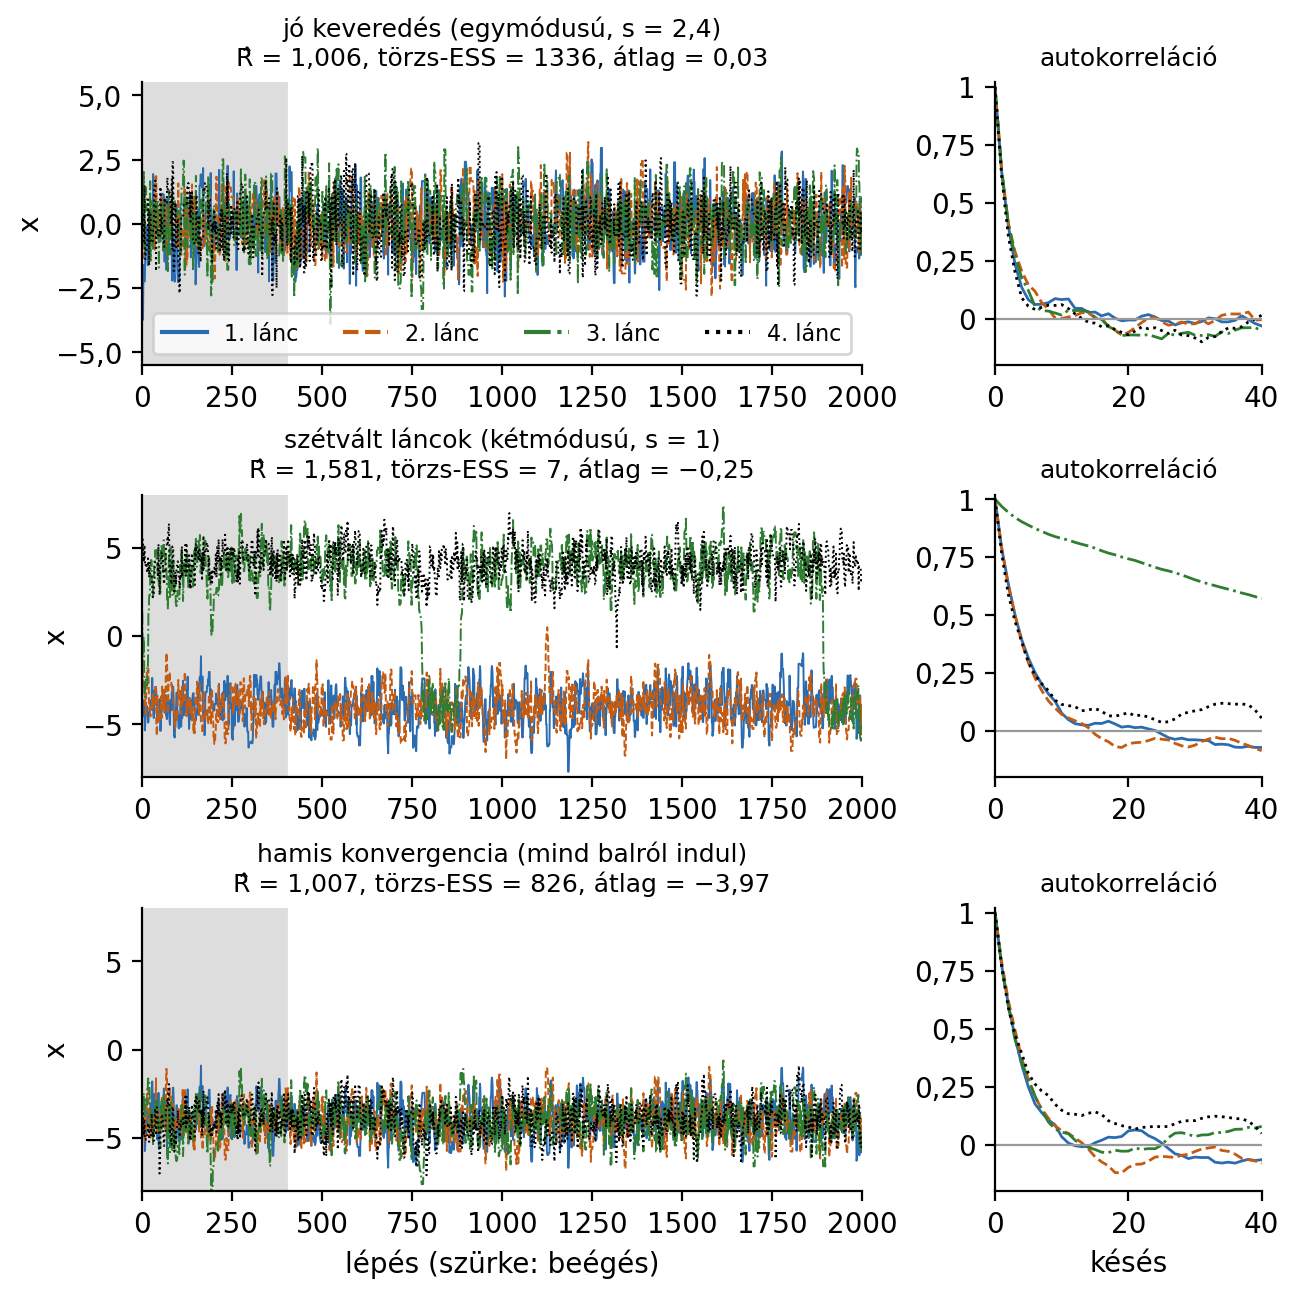 jó keveredés (egymódusú, s = 2,4)
R̂ = 1,006, törzs-ESS = 1336, átlag = 0,03
autokorreláció
5,0
2,5
0,0
−2,5
−5,0
x
1. lánc
2. lánc
3. lánc
4. lánc
0 250 500 750 1000 1250 1500 1750 2000
1
0,75
0,5
0,25
0
0 20 40
szétvált láncok (kétmódusú, s = 1)
R̂ = 1,581, törzs-ESS = 7, átlag = −0,25
autokorreláció
5
0
−5
x
0 250 500 750 1000 1250 1500 1750 2000
1
0,75
0,5
0,25
0
0 20 40
hamis konvergencia (mind balról indul)
R̂ = 1,007, törzs-ESS = 826, átlag = −3,97
autokorreláció
5
0
−5
x
0 250 500 750 1000 1250 1500 1750 2000
lépés (szürke: beégés)
1
0,75
0,5
0,25
0
0 20 40
késés